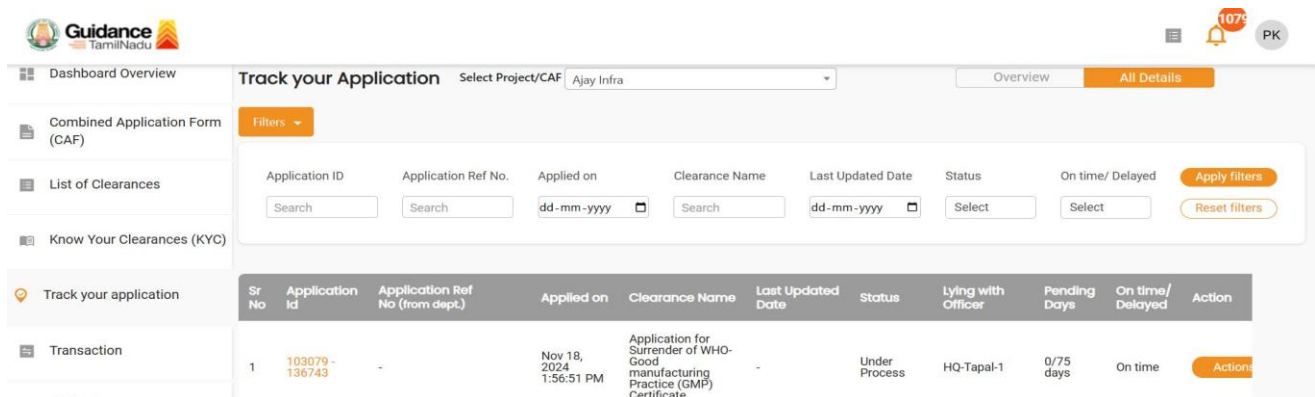 Guidance
TamilNadu
1079
PK
Dashboard Overview
Track your Application Select Project/CAF Ajay Infra Overview All Details
Combined Application Form
(CAF)
Filters
List of Clearances
Application ID Application Ref No. Applied on Clearance Name Last Updated Date Status On time/ Delayed Apply filters
Search Search dd-mm-yyyy Search dd-mm-yyyy Select Select Reset filters
Know Your Clearances (KYC)
Track your application
Sr
No
Application
Id
Application Ref
No (from dept.)
Applied on
Clearance Name
Last Updated
Date
Status
Lying with
Officer
Pending
Days
On time/
Delayed
Action
Transaction
1
103079 -
136743
-
Nov 18,
2024
1:56:51 PM
Application for
Surrender of WHO-
Good
manufacturing
Practice (GMP)
Certificate
-
Under
Process
HQ-Tapal-1
0/75
days
On time
Actions